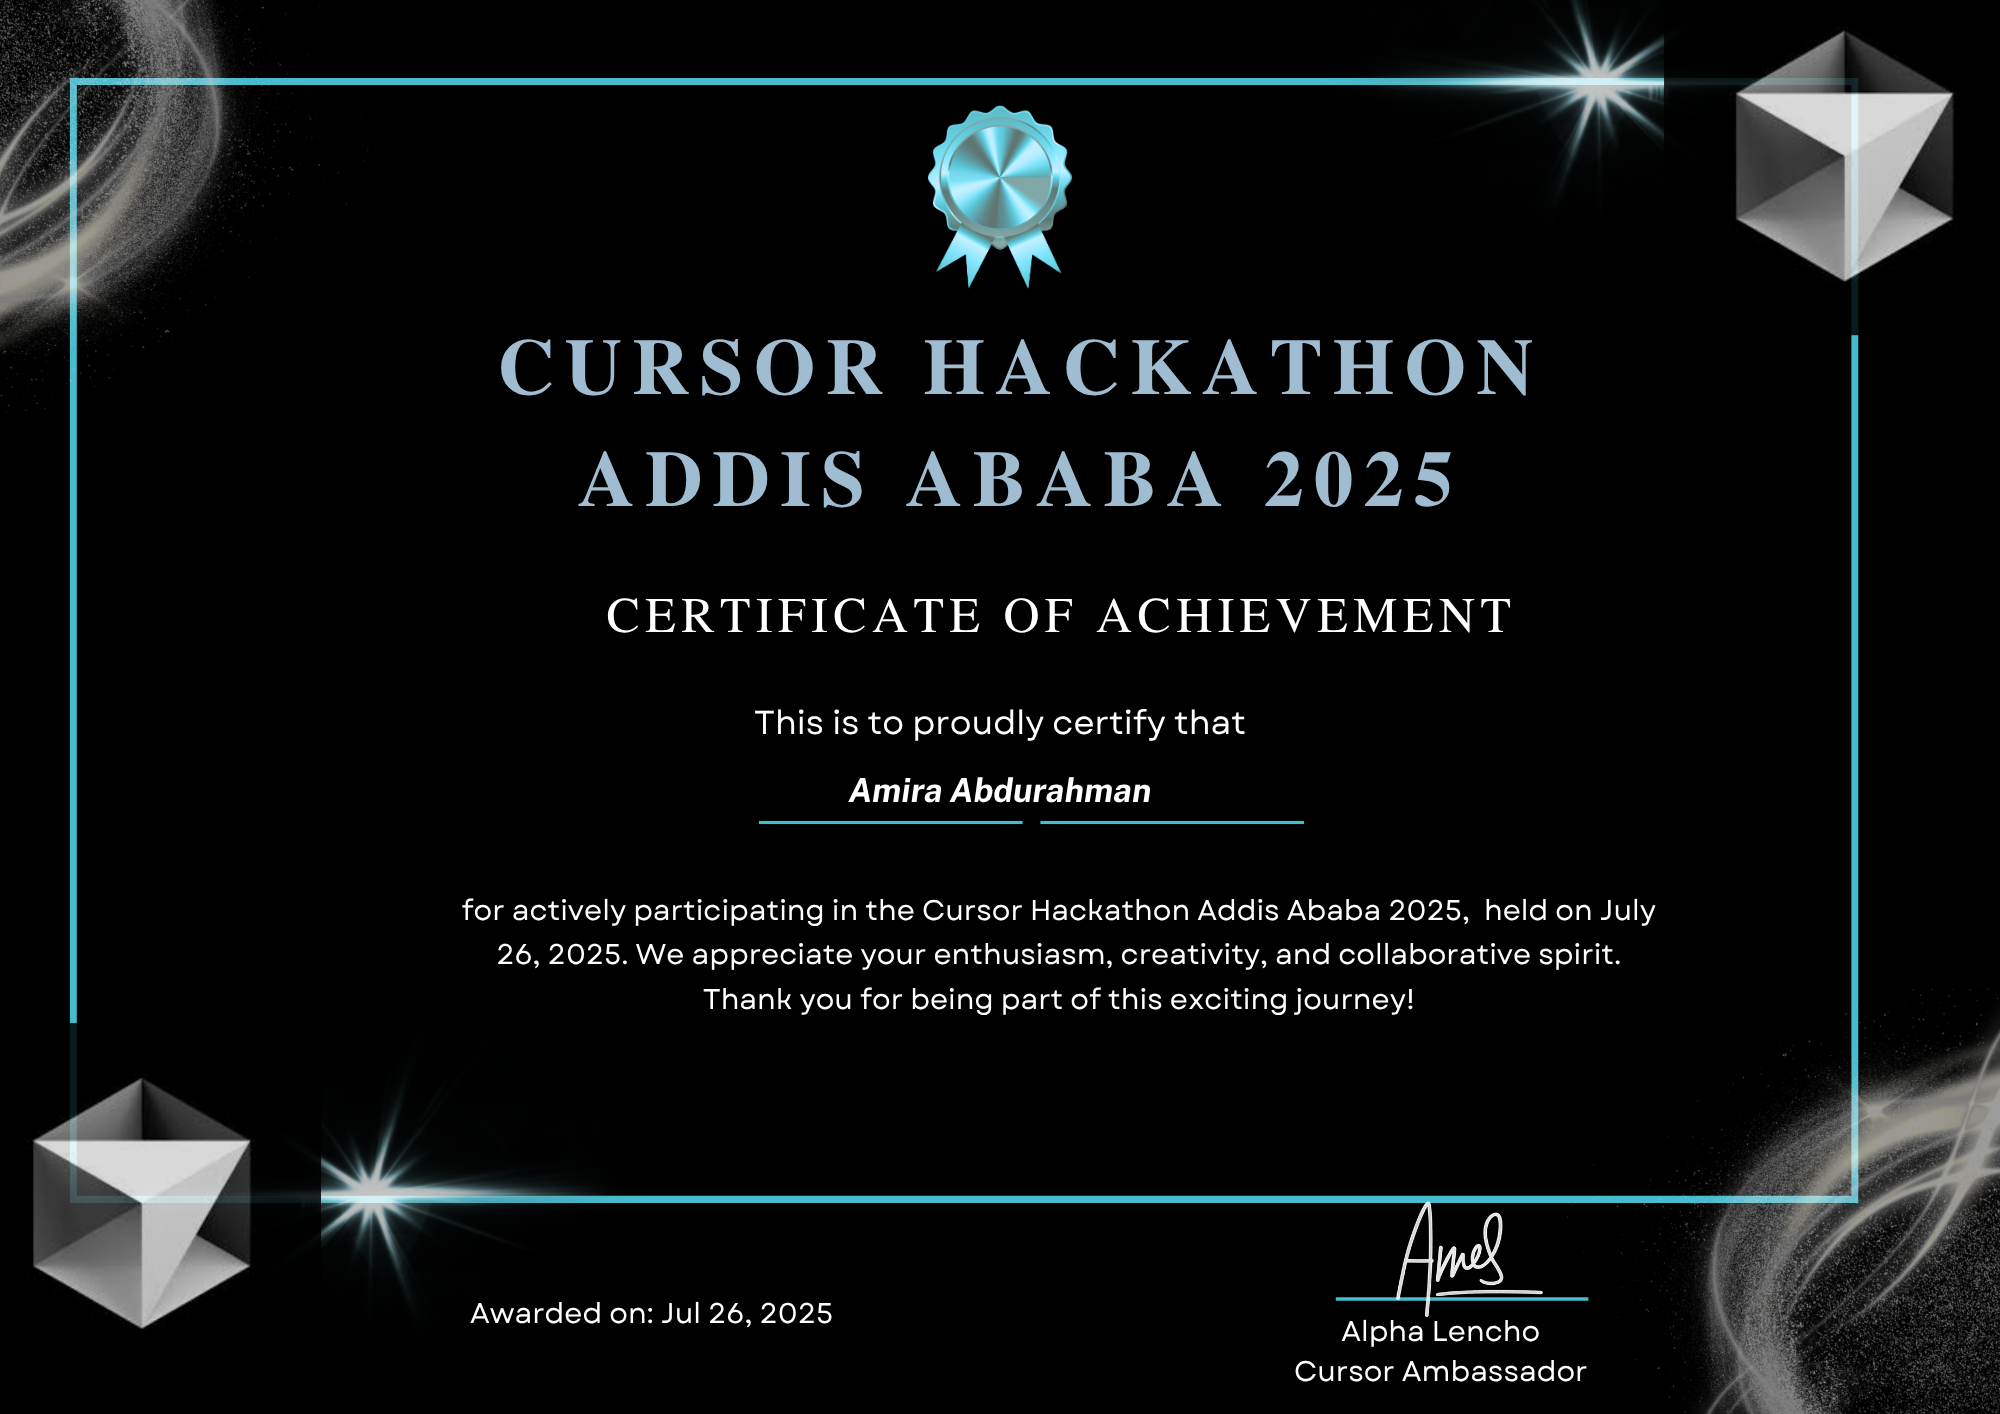 CURSOR HACKATHON
ADDIS ABABA 2025
CERTIFICATE OF ACHIEVEMENT
This is to proudly certify that
Amira Abdurahman
for actively participating in the Cursor Hackathon Addis Ababa 2025,  held on July
26, 2025. We appreciate your enthusiasm, creativity, and collaborative spirit.
Thank you for being part of this exciting journey!
Awarded on: Jul 26, 2025
Alpha Lencho
Cursor Ambassador